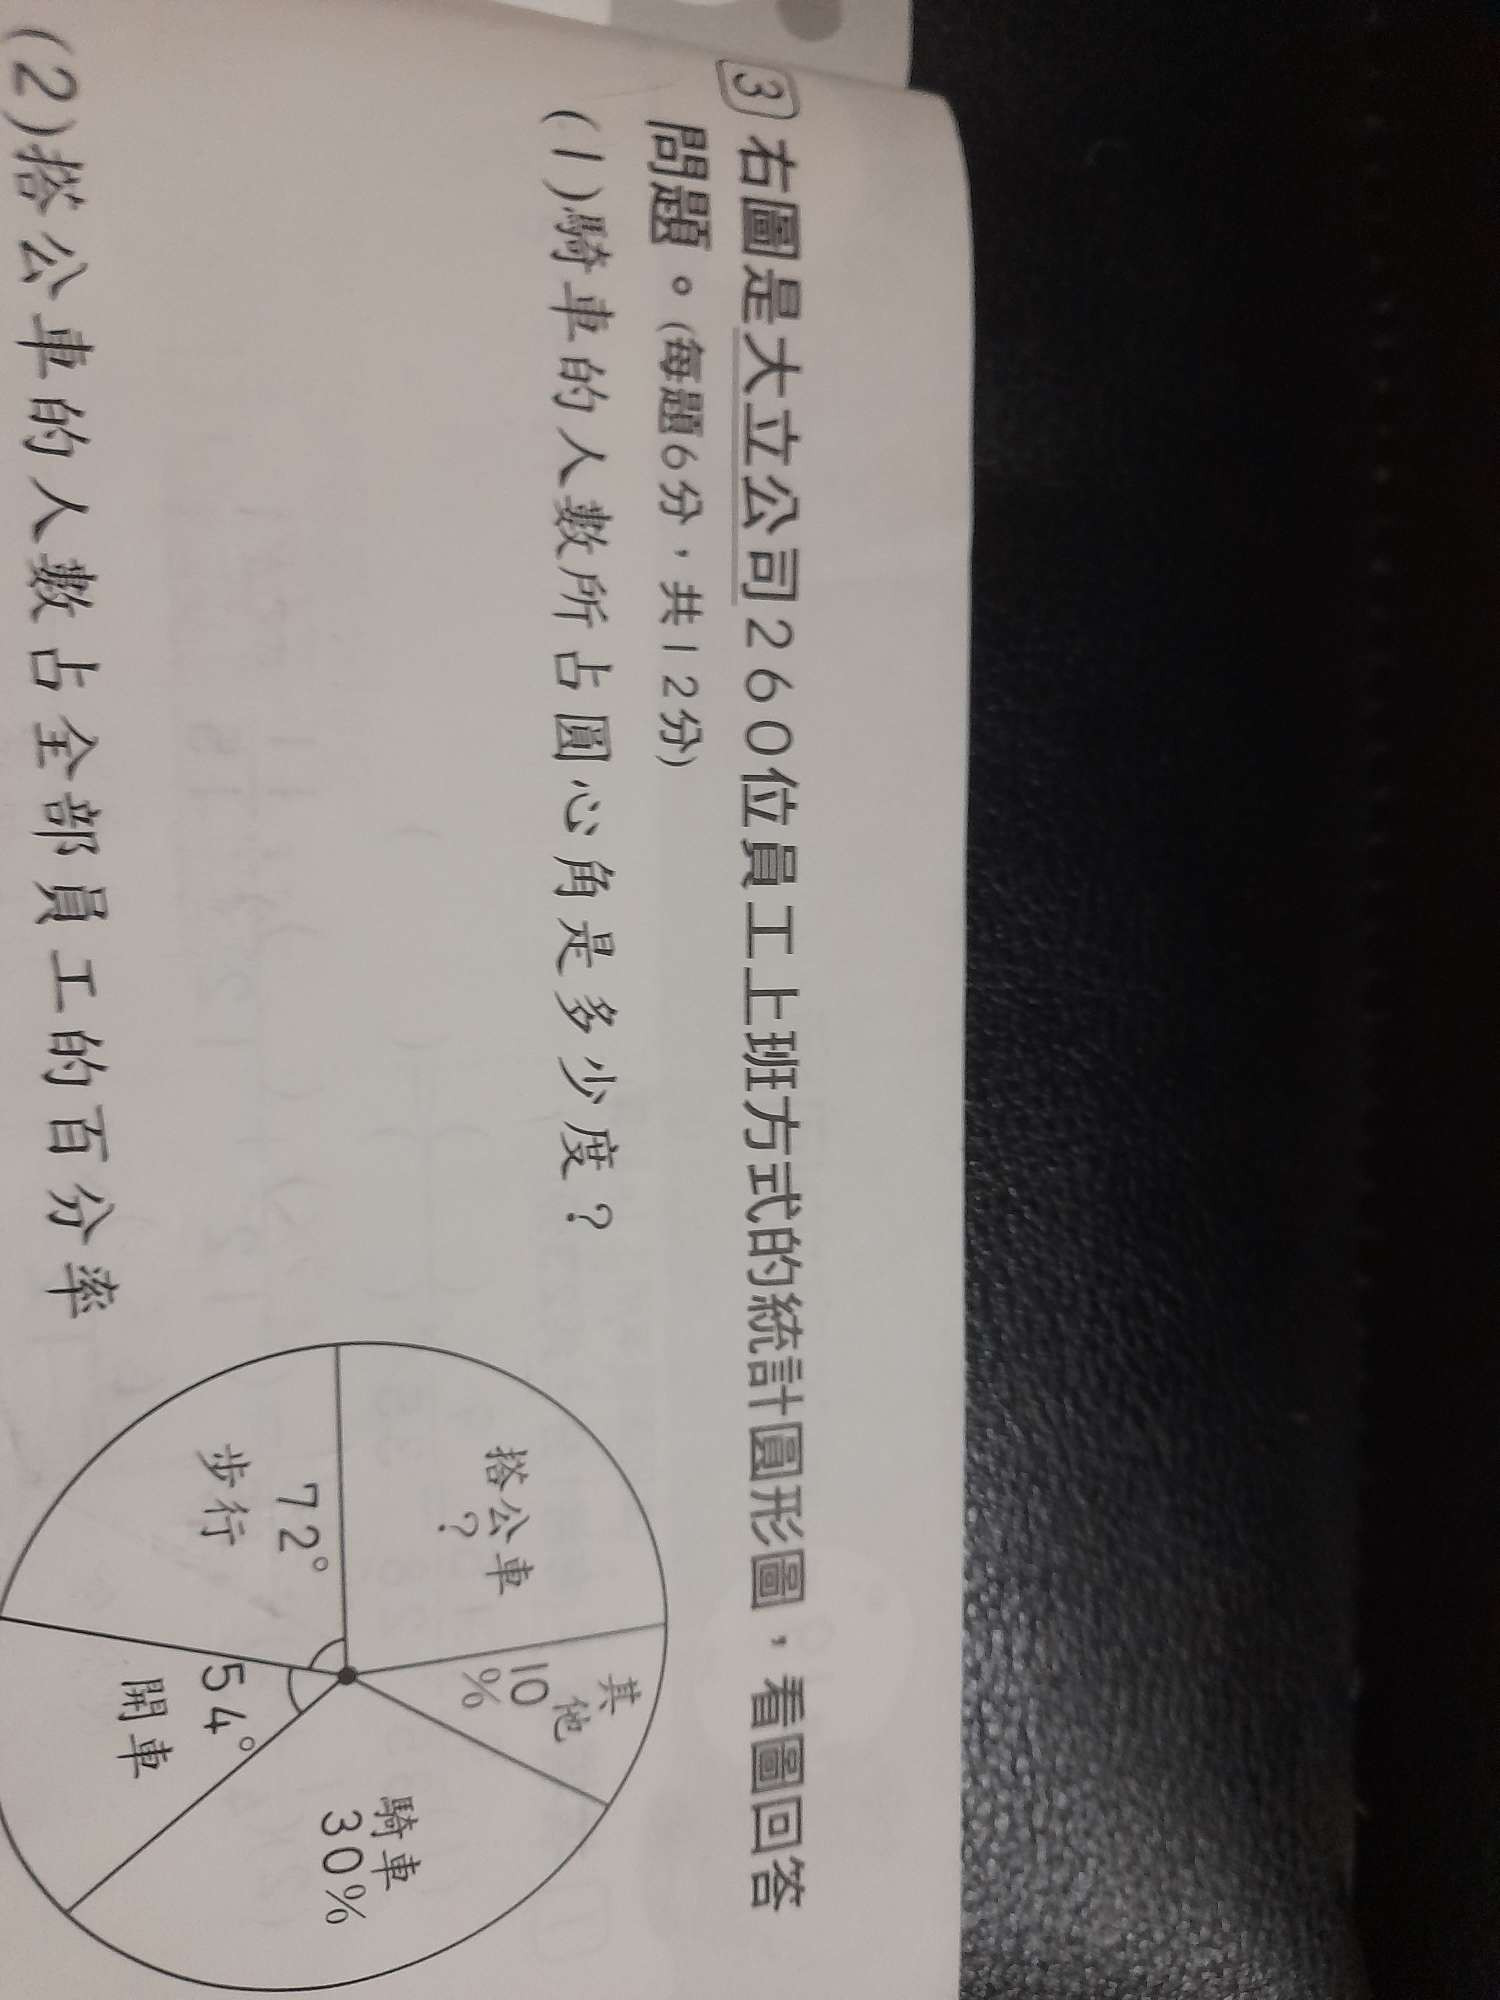 3 右圖是大立公司260位員工上班方式的統計圓形圖，看圖回答
問題。(每題6分，共12分)
(1)騎車的人數所占圓心角是多少度？
(2)搭公車的人數占全部員工的百分率
搭公車
?
其他
10
%
72°
步行
54°
開車
騎車
30%